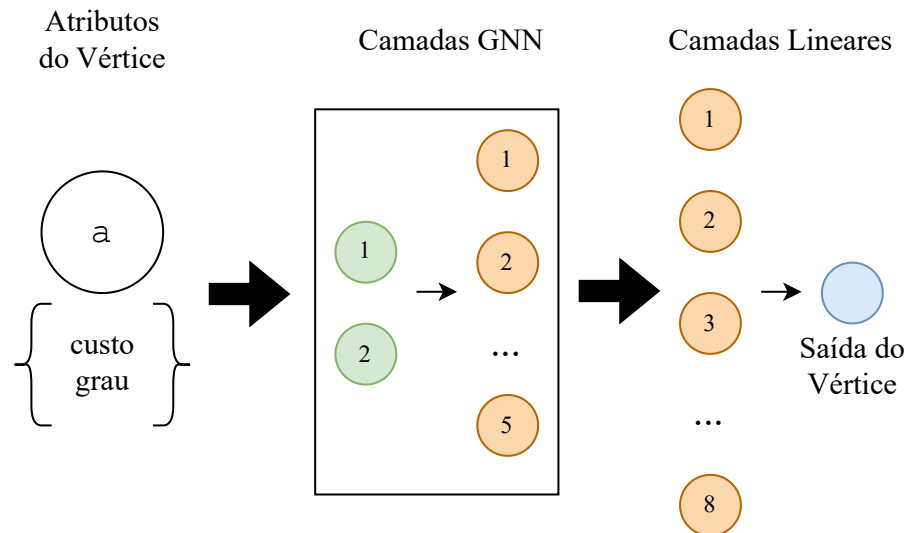 Atributos
do Vértice
a
custo
grau
Camadas GNN
1
2
1
2
...
5
Camadas Lineares
1
2
3
...
8
Saída do
Vértice